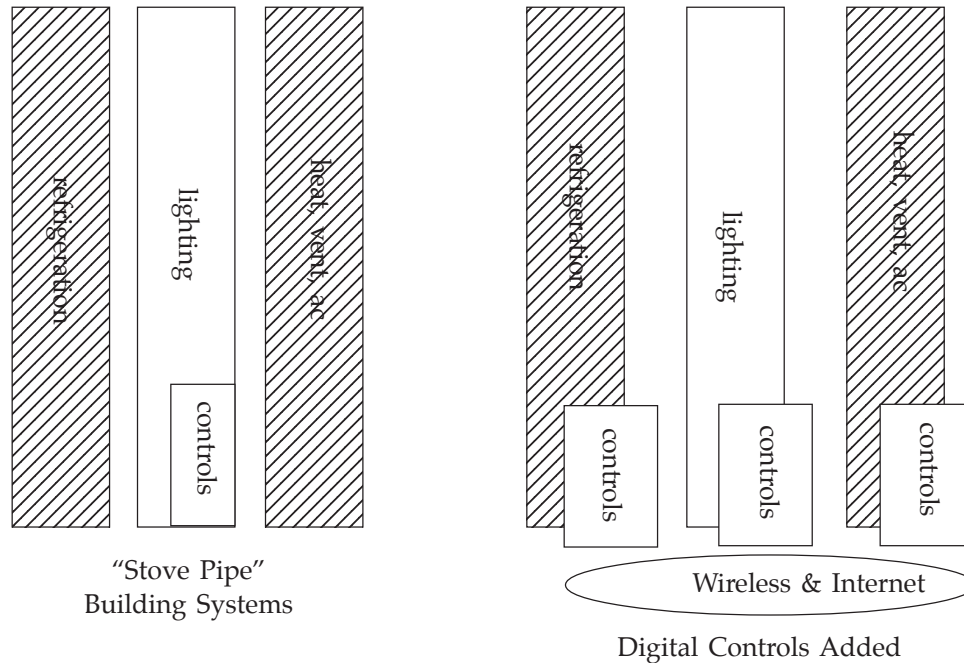 refrigeration
lighting
heat, vent, ac
controls
“Stove Pipe”
Building Systems
refrigeration
lighting
heat, vent, ac
controls
controls
controls
Wireless & Internet
Digital Controls Added